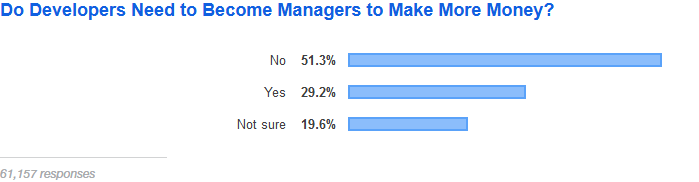 Do Developers Need to Become Managers to Make More Money?
No 51.3%
Yes 29.2%
Not sure 19.6%
61,157 responses